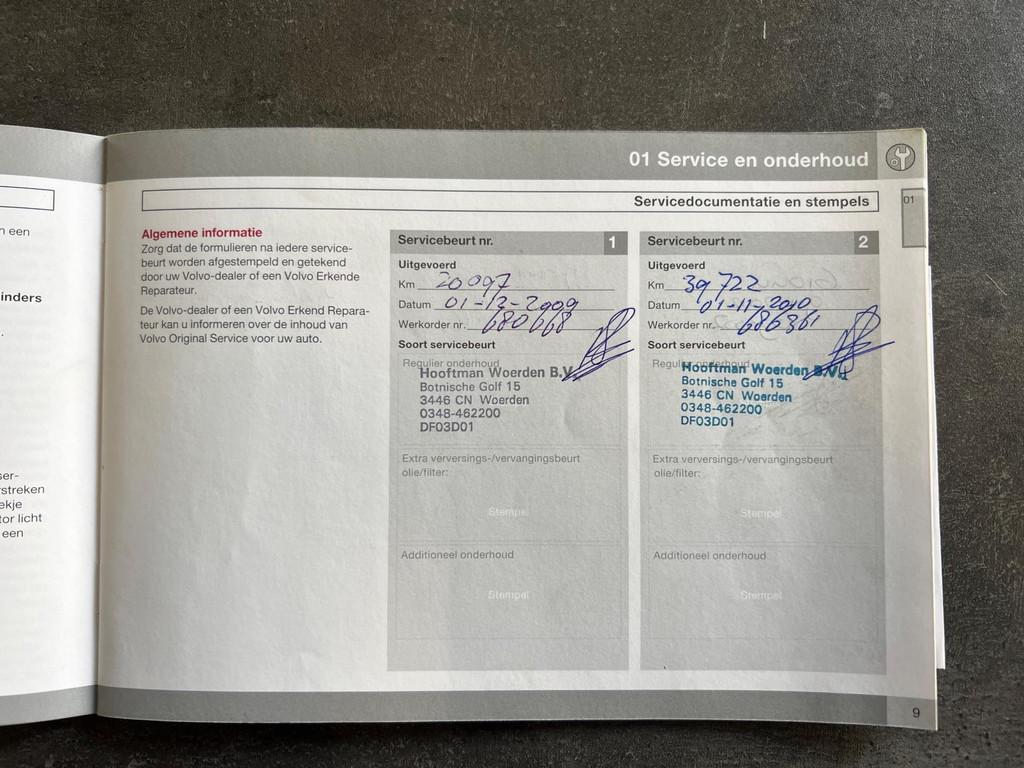 n een
inders
.
ser-
rstreken
ekje
tor licht
een
01 Service en onderhoud
01
Servicedocumentatie en stempels
Algemene informatie
Zorg dat de formulieren na iedere service-
beurt worden afgestempeld en getekend
door uw Volvo-dealer of een Volvo Erkende
Reparateur.
De Volvo-dealer of een Volvo Erkend Repara-
teur kan u informeren over de inhoud van
Volvo Original Service voor uw auto.
Servicebeurt nr. 1
Uitgevoerd
Km 20097
Datum 01-12-2009
Werkorder nr. 680668
Soort servicebeurt
Regulier onderhoud
Hooftman Woerden B.V.
Botnische Golf 15
3446 CN Woerden
0348-462200
DF03D01
Extra verversings-/vervangingsbeurt
olie/filter:
Stempel
Additioneel onderhoud
Stempel
Servicebeurt nr. 2
Uitgevoerd
Km 39722
Datum 01-11-2010
Werkorder nr. 686361
Soort servicebeurt
Regulier onderhoud
Hooftman Woerden B.V.
Botnische Golf 15
3446 CN Woerden
0348-462200
DF03D01
Extra verversings-/vervangingsbeurt
olie/filter:
Stempel
Additioneel onderhoud
Stempel
9